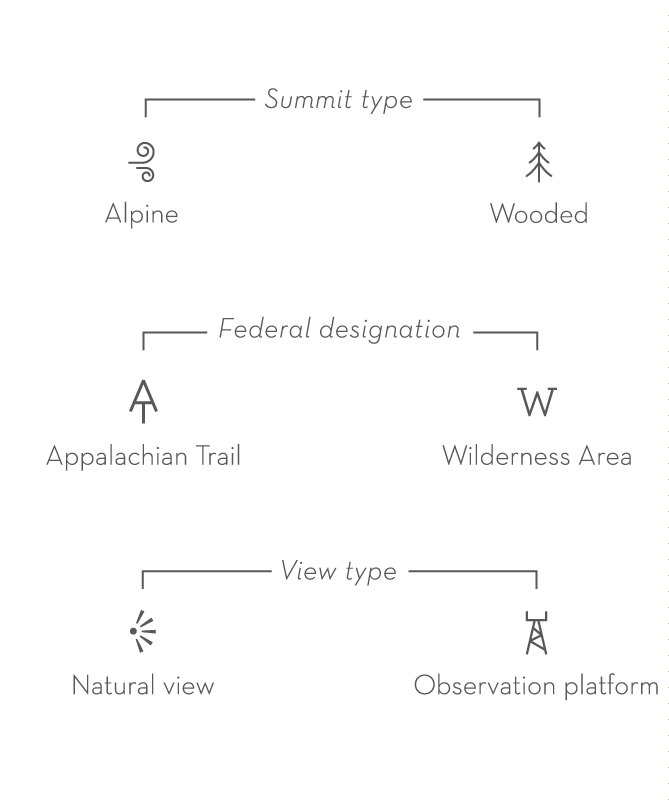 Summit type
Alpine
Wooded
Federal designation
W
Appalachian Trail
Wilderness Area
View type
Natural view
Observation platform